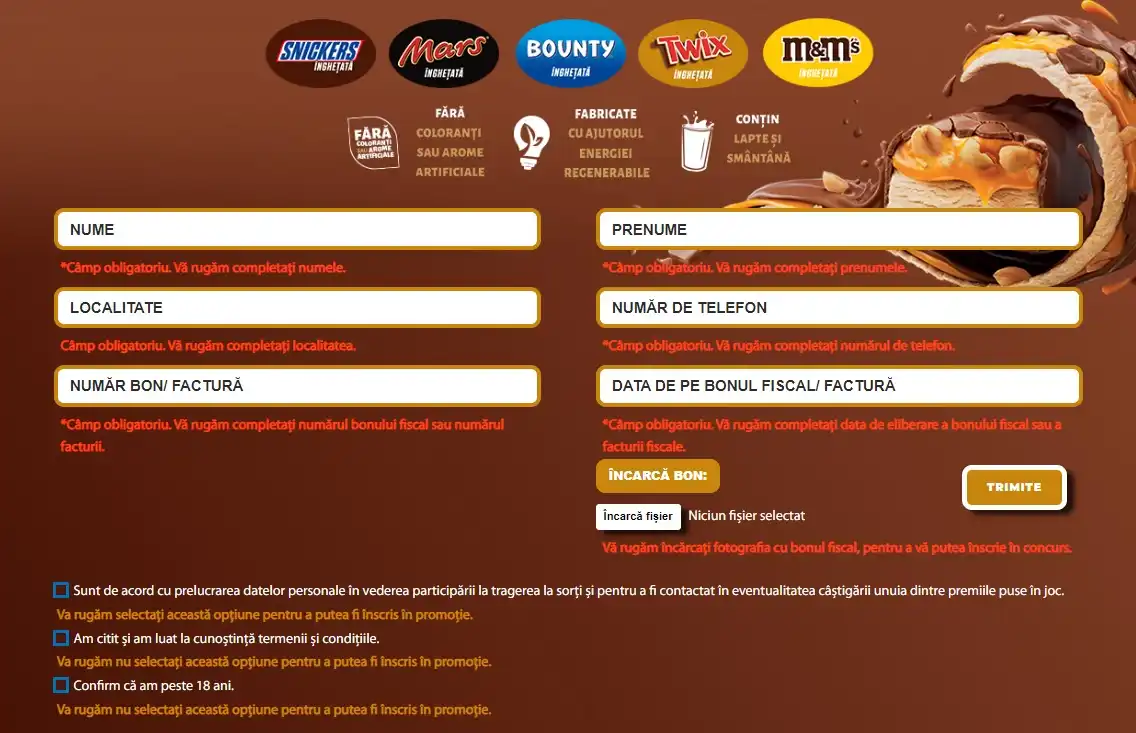 SNICKERS
ÎNGHEȚATĂ
Mars
ÎNGHEȚATĂ
BOUNTY
ÎNGHEȚATĂ
TWIX
ÎNGHEȚATĂ
m&m's
ÎNGHEȚATĂ
FĂRĂ
COLORANȚI
SAU AROME
ARTIFICIALE
FĂRĂ
COLORANȚI
SAU AROME
ARTIFICIALE
FABRICATE
CU AJUTORUL
ENERGIEI
REGENERABILE
CONȚIN
LAPTE ȘI
SMÂNTÂNĂ
NUME
PRENUME
*Câmp obligatoriu. Vă rugăm completați numele.
*Câmp obligatoriu. Vă rugăm completați prenumele.
LOCALITATE
NUMĂR DE TELEFON
Câmp obligatoriu. Vă rugăm completați localitatea.
*Câmp obligatoriu. Vă rugăm completați numărul de telefon.
NUMĂR BON/ FACTURĂ
DATA DE PE BONUL FISCAL/ FACTURĂ
*Câmp obligatoriu. Vă rugăm completați numărul bonului fiscal sau numărul
facturii.
*Câmp obligatoriu. Vă rugăm completați data de eliberare a bonului fiscal sau a
facturii fiscale.
ÎNCARCĂ BON:
TRIMITE
Încarcă fișier
Niciun fișier selectat
Vă rugăm încărcați fotografia cu bonul fiscal, pentru a vă putea înscrie în concurs.
Sunt de acord cu prelucrarea datelor personale în vederea participării la tragerea la sorți și pentru a fi contactat în eventualitatea câștigării unuia dintre premiile puse în joc.
Va rugăm selectați această opțiune pentru a putea fi înscris în promoție.
Am citit și am luat la cunoștință termenii și condițiile.
Va rugăm nu selectați această opțiune pentru a putea fi înscris în promoție.
Confirm că am peste 18 ani.
Va rugăm nu selectați această opțiune pentru a putea fi înscris în promoție.